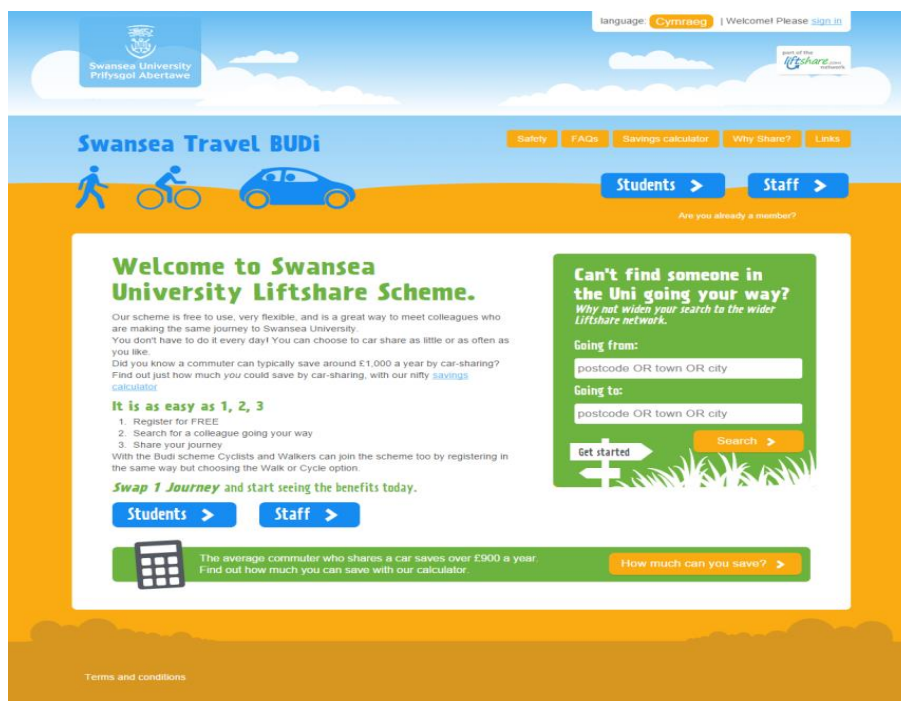 language: Cymraeg | Welcome! Please sign in
Swansea University
Prifysgol Abertawe
part of the
liftshare.com
network
Swansea Travel BUDi
Safety
FAQs
Savings calculator
Why Share?
Links
Students
Staff
Are you already a member?
Welcome to Swansea
University Liftshare Scheme.
Our scheme is free to use, very flexible, and is a great way to meet colleagues who
are making the same journey to Swansea University.
You don't have to do it every day! You can choose to car share as little or as often as
you like.
Did you know a commuter can typically save around £1,000 a year by car-sharing?
Find out just how much you could save by car-sharing, with our nifty savings
calculator
It is as easy as 1, 2, 3
1. Register for FREE
2. Search for a colleague going your way
3. Share your journey
With the Budi scheme Cyclists and Walkers can join the scheme too by registering in
the same way but choosing the Walk or Cycle option.
Swap 1 Journey and start seeing the benefits today.
Students
Staff
Can't find someone in
the Uni going your way?
Why not widen your search to the wider
Liftshare network.
Going from:
postcode OR town OR city
Going to:
postcode OR town OR city
Search
Get started
The average commuter who shares a car saves over £900 a year.
Find out how much you can save with our calculator.
How much can you save?
Terms and conditions